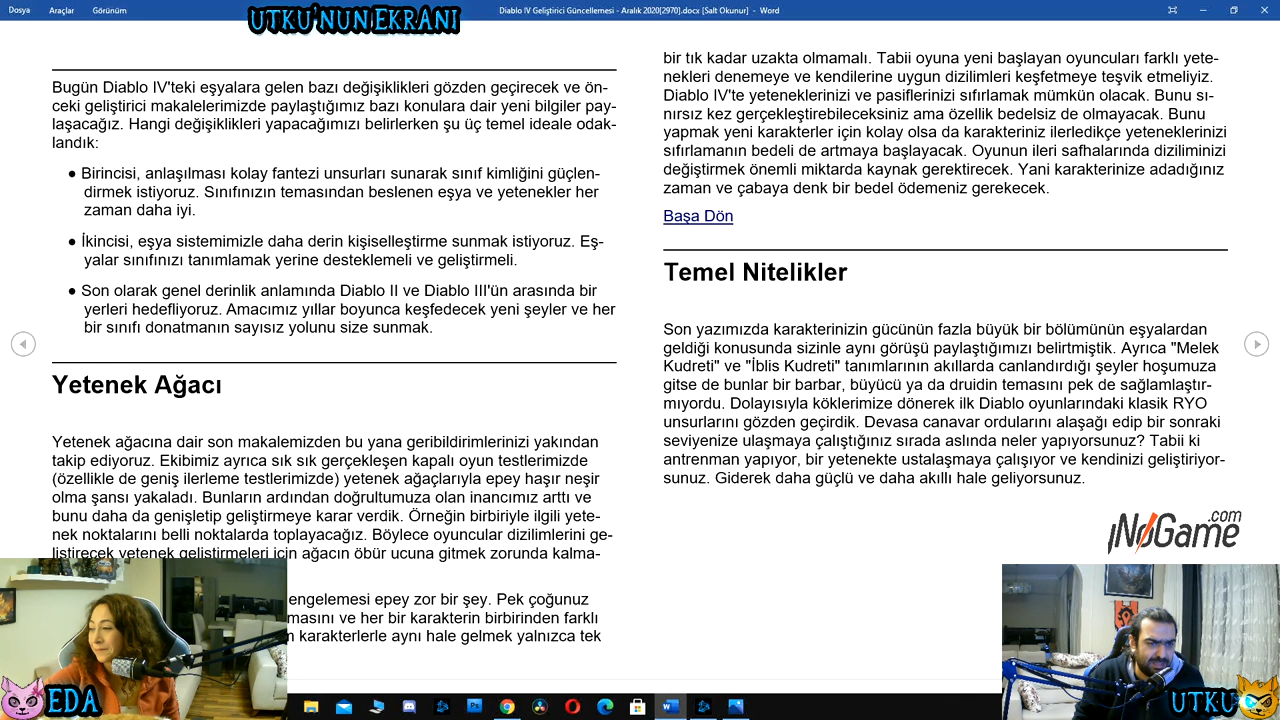 Dosya Araçlar Görünüm
UTKU'NUN EKRANI
Diablo IV Geliştirici Güncellemesi - Aralık 2020[2970].docx [Salt Okunur] - Word
Bugün Diablo IV'teki eşyalara gelen bazı değişiklikleri gözden geçirecek ve ön-
ceki geliştirici makalelerimizde paylaştığımız bazı konulara dair yeni bilgiler pay-
laşacağız. Hangi değişiklikleri yapacağımızı belirlerken şu üç temel ideale odak-
landık:
● Birincisi, anlaşılması kolay fantezi unsurları sunarak sınıf kimliğini güçlen-
dirmek istiyoruz. Sınıfınızın temasından beslenen eşya ve yetenekler her
zaman daha iyi.
● İkincisi, eşya sistemimizle daha derin kişiselleştirme sunmak istiyoruz. Eş-
yalar sınıfınızı tanımlamak yerine desteklemeli ve geliştirmeli.
● Son olarak genel derinlik anlamında Diablo II ve Diablo III'ün arasında bir
yerleri hedefliyoruz. Amacımız yıllar boyunca keşfedecek yeni şeyler ve her
bir sınıfı donatmanın sayısız yolunu size sunmak.
Yetenek Ağacı
Yetenek ağacına dair son makalemizden bu yana geribildirimlerinizi yakından
takip ediyoruz. Ekibimiz ayrıca sık sık gerçekleşen kapalı oyun testlerimizde
(özellikle de geniş ilerleme testlerimizde) yetenek ağaçlarıyla epey haşır neşir
olma şansı yakaladı. Bunların ardından doğrultumuza olan inancımız arttı ve
bunu daha da genişletip geliştirmeye karar verdik. Örneğin birbiriyle ilgili yete-
nek noktalarını belli noktalarda toplayacağız. Böylece oyuncular dizilimlerini ge-
liştirecek yetenek geliştirmeleri için ağacın öbür ucuna gitmek zorunda kalma-
engelemesi epey zor bir şey. Pek çoğunuz
masını ve her bir karakterin birbirinden farklı
karakterlerle aynı hale gelmek yalnızca tek
bir tık kadar uzakta olmamalı. Tabii oyuna yeni başlayan oyuncuları farklı yete-
nekleri denemeye ve kendilerine uygun dizilimleri keşfetmeye teşvik etmeliyiz.
Diablo IV'te yeteneklerinizi ve pasiflerinizi sıfırlamak mümkün olacak. Bunu sı-
nırsız kez gerçekleştirebileceksiniz ama özellik bedelsiz de olmayacak. Bunu
yapmak yeni karakterler için kolay olsa da karakteriniz ilerledikçe yeteneklerinizi
sıfırlamanın bedeli de artmaya başlayacak. Oyunun ileri safhalarında diziliminizi
değiştirmek önemli miktarda kaynak gerektirecek. Yani karakterinize adadığınız
zaman ve çabaya denk bir bedel ödemeniz gerekecek.
Başa Dön
Temel Nitelikler
Son yazımızda karakterinizin gücünün fazla büyük bir bölümünün eşyalardan
geldiği konusunda sizinle aynı görüşü paylaştığımızı belirtmiştik. Ayrıca "Melek
Kudreti" ve "İblis Kudreti" tanımlarının akıllarda canlandırdığı şeyler hoşumuza
gitse de bunlar bir barbar, büyücü ya da druidin temasını pek de sağlamlaştır-
mıyordu. Dolayısıyla köklerimize dönerek ilk Diablo oyunlarındaki klasik RYO
unsurlarını gözden geçirdik. Devasa canavar ordularını alaşağı edip bir sonraki
seviyenize ulaşmaya çalıştığınız sırada aslında neler yapıyorsunuz? Tabii ki
antrenman yapıyor, bir yetenekte ustalaşmaya çalışıyor ve kendinizi geliştiriyor-
sunuz. Giderek daha güçlü ve daha akıllı hale geliyorsunuz.
iNoGame.com
EDA
UTKU